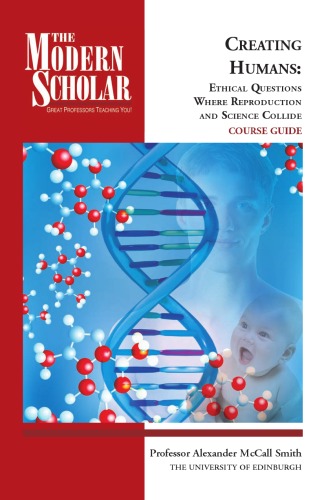 THE
MODERN
SCHOLAR
GREAT PROFESSORS TEACHING YOU!
CREATING
HUMANS:
ETHICAL QUESTIONS
WHERE REPRODUCTION
AND SCIENCE COLLIDE
COURSE GUIDE
Professor Alexander McCall Smith
THE UNIVERSITY OF EDINBURGH